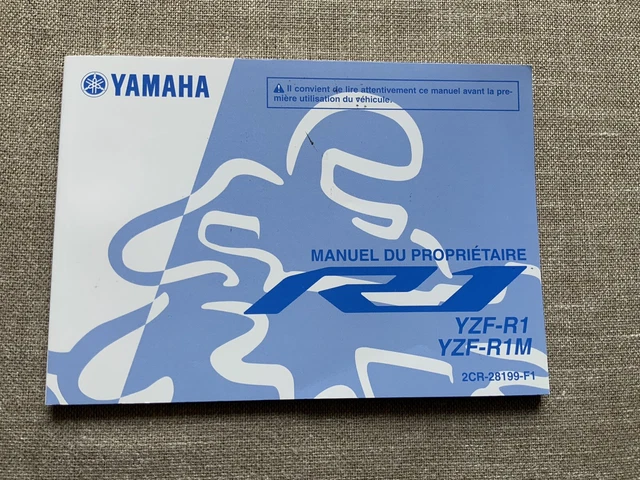 YAMAHA
⚠ Il convient de lire attentivement ce manuel avant la pre-
mière utilisation du véhicule.
MANUEL DU PROPRIÉTAIRE
R1
YZF-R1
YZF-R1M
2CR-28199-F1